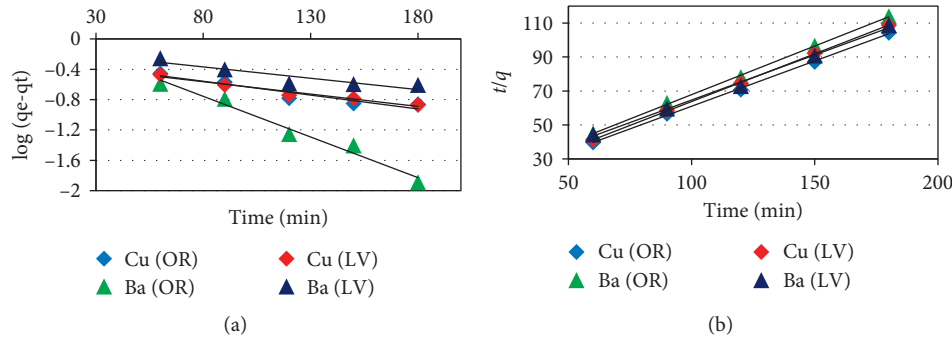 30 80 130 180
0
−0.4
−0.8
−1.2
−1.6
−2
log (qe-qt)
Time (min)
Cu (OR) Cu (LV)
Ba (OR) Ba (LV)
(a)
110
90
70
50
30
t/q
50 100 150 200
Time (min)
Cu (OR) Cu (LV)
Ba (OR) Ba (LV)
(b)